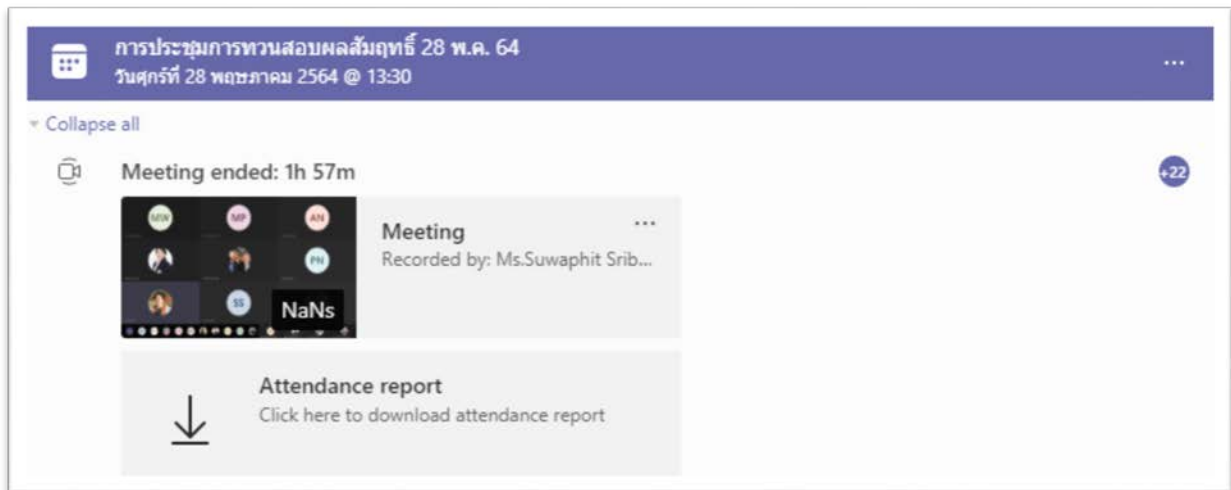 การประชุมการทวนสอบผลสัมฤทธิ์ 28 พ.ค. 64
วันศุกร์ที่ 28 พฤษภาคม 2564 @ 13:30
Collapse all
Meeting ended: 1h 57m
+22
MW MP AN
PN
SS
NaNs
Meeting
Recorded by: Ms.Suwaphit Srib...
Attendance report
Click here to download attendance report